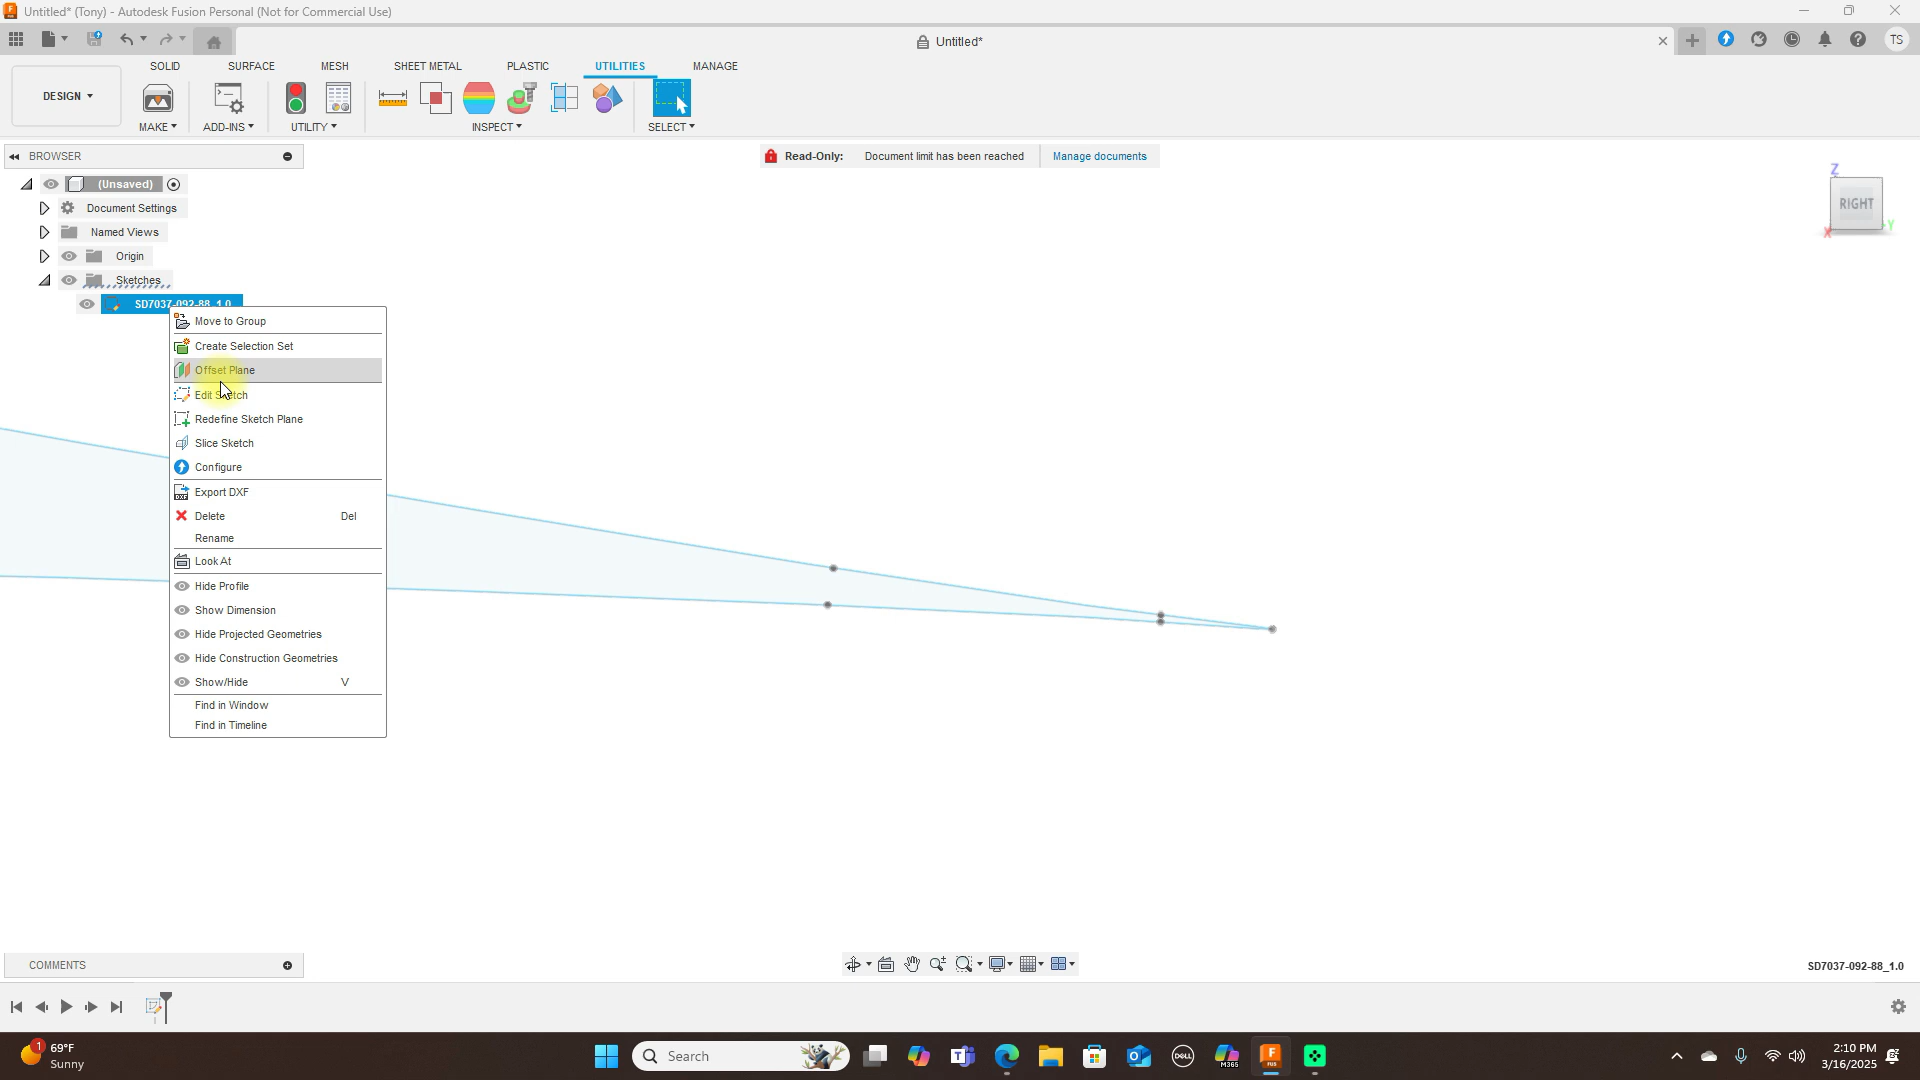 Untitled* (Tony) - Autodesk Fusion Personal (Not for Commercial Use)
Untitled*
TS
SOLID SURFACE MESH SHEET METAL PLASTIC UTILITIES MANAGE
DESIGN
MAKE ADD-INS UTILITY INSPECT SELECT
BROWSER
Read-Only: Document limit has been reached Manage documents
(Unsaved)
Document Settings
Named Views
Origin
Sketches
SD7037-092-88_1.0
Z
RIGHT
Y
X
Move to Group
Create Selection Set
Offset Plane
Edit Sketch
Redefine Sketch Plane
Slice Sketch
Configure
Export DXF
Delete Del
Rename
Look At
Hide Profile
Show Dimension
Hide Projected Geometries
Hide Construction Geometries
Show/Hide V
Find in Window
Find in Timeline
COMMENTS
SD7037-092-88_1.0
1
69°F
Sunny
Search
DELL
M365
F
FUS
2:10 PM
3/16/2025